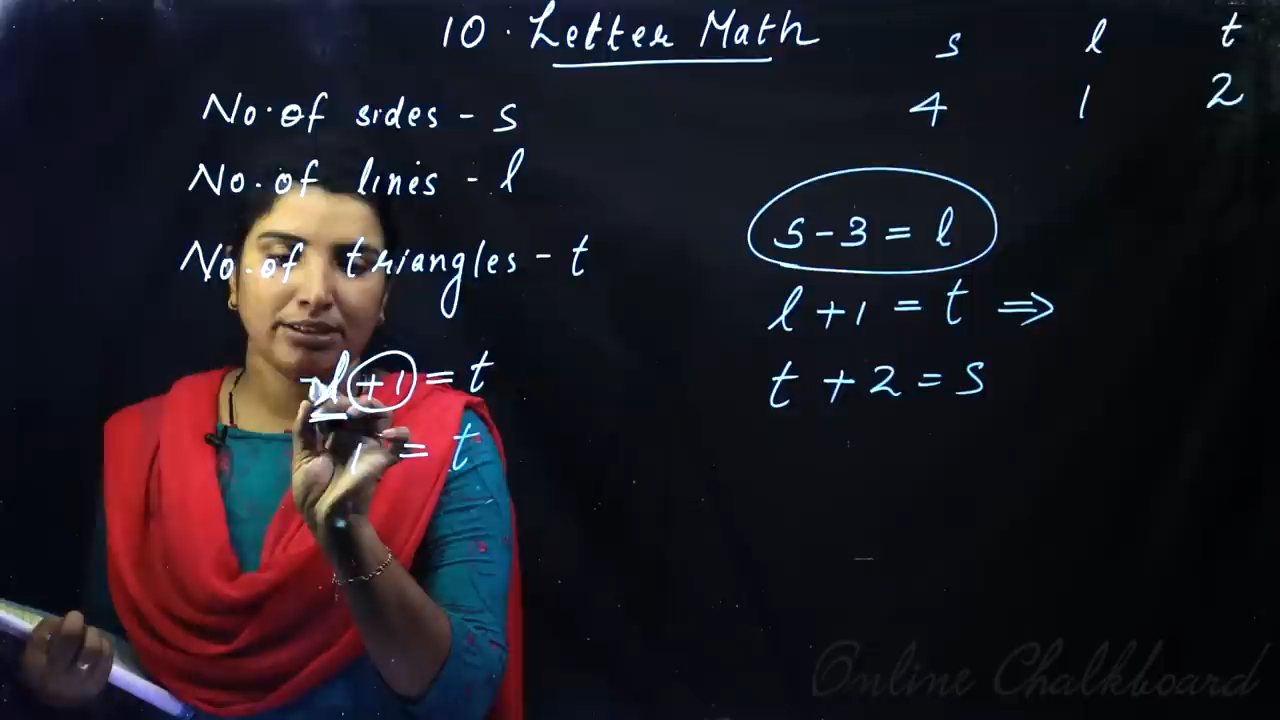 10. Letter Math
s l t
4 1 2
No. of sides - s
No. of lines - l
No. of triangles - t
s - 3 = l
l + 1 = t ⇒
t + 2 = s
l + 1 = t
= t
Online Chalkboard